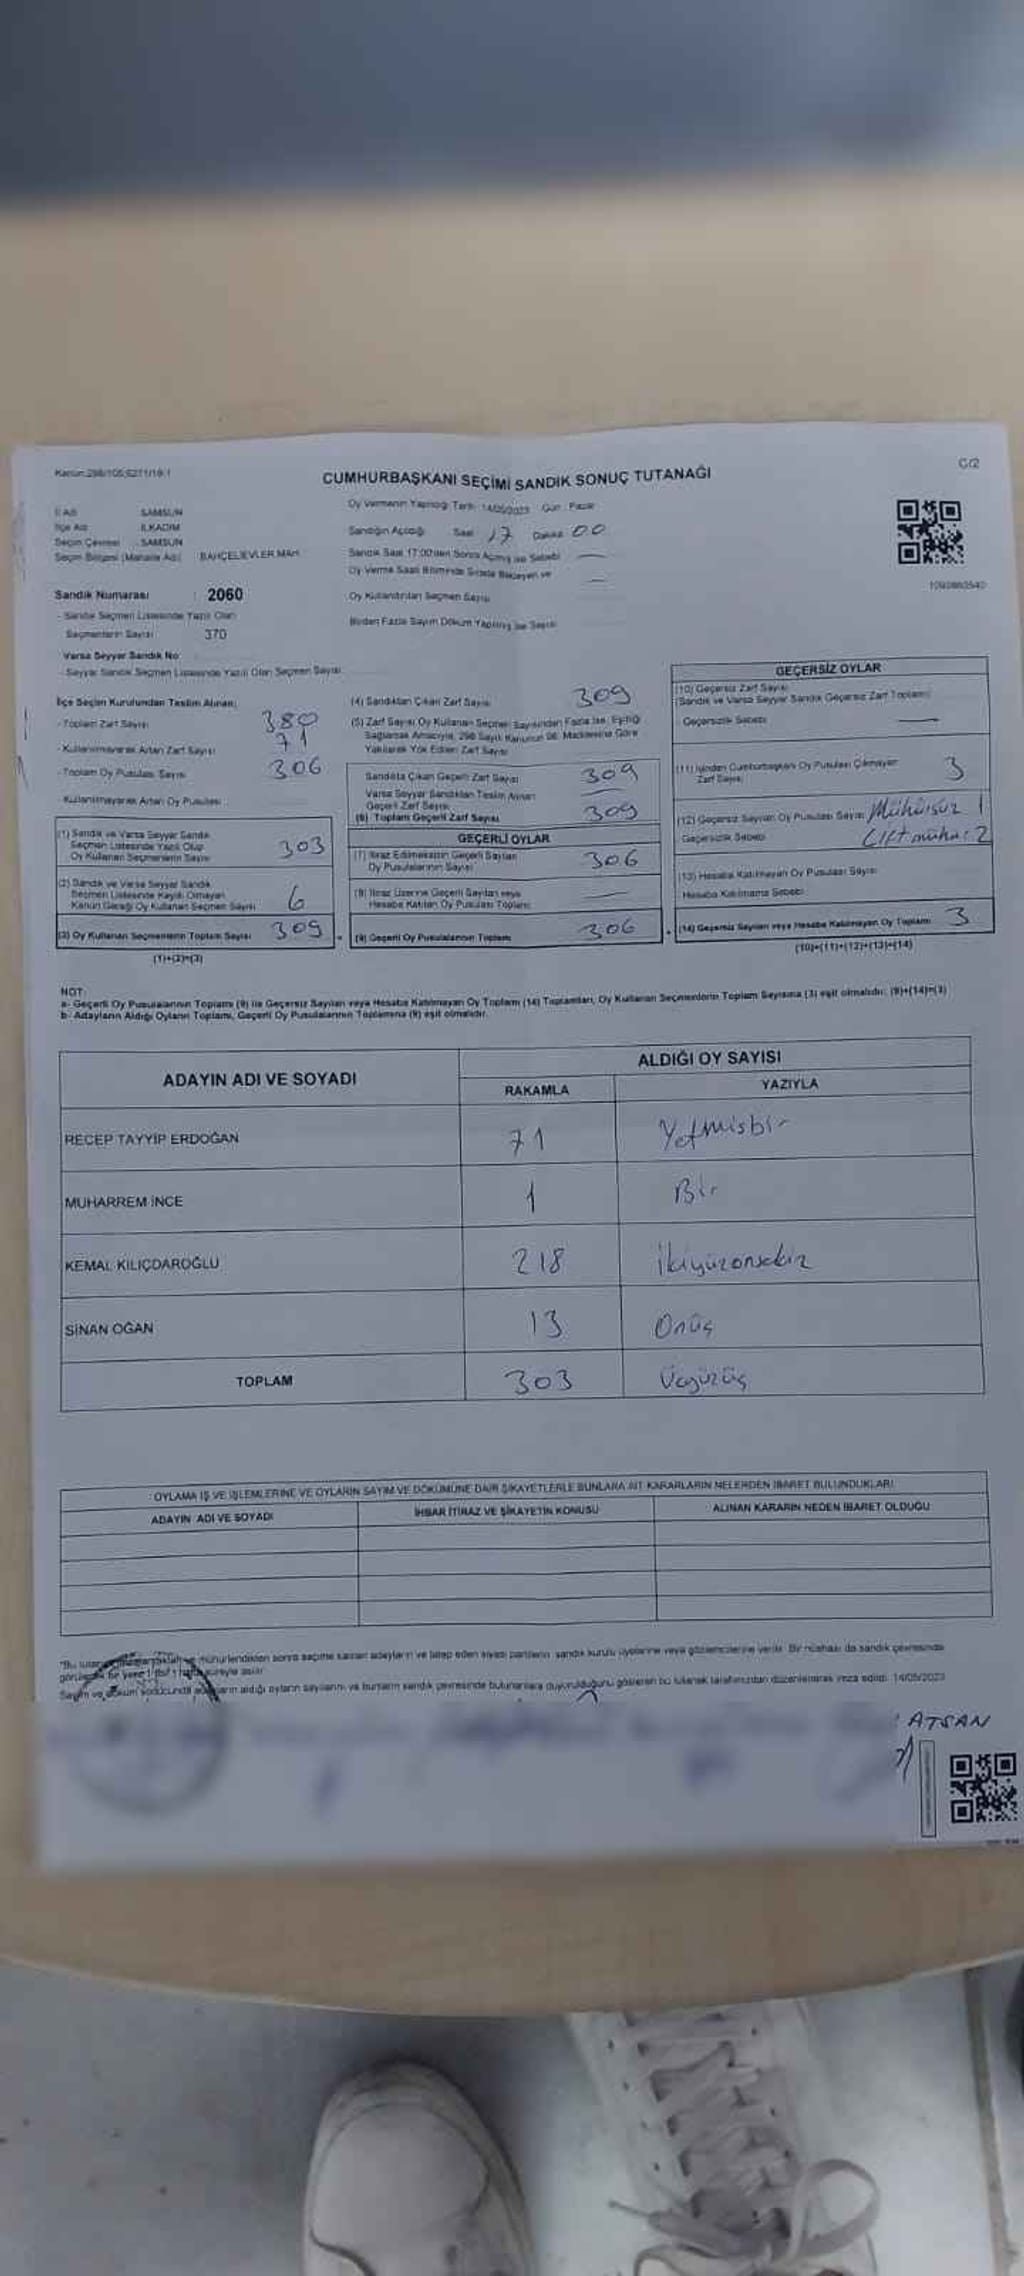 Kanun:298/105;6271/19:1
C/2
CUMHURBAŞKANI SEÇİMİ SANDIK SONUÇ TUTANAĞI
İl Adı SAMSUN
İlçe Adı İLKADIM
Seçim Çevresi : SAMSUN
Seçim Bölgesi (Mahalle Adı) BAHÇELİEVLER MAH.
Sandık Numarası : 2060
- Sandık Seçmen Listesinde Yazılı Olan
Seçmenlerin Sayısı 370
Varsa Seyyar Sandık No
- Seyyar Sandık Seçmen Listesinde Yazılı Olan Seçmen Sayısı
Oy Vermenin Yapıldığı Tarih 14/05/2023 Gün : Pazar
Sandığın Açıldığı Saat 17 Dakika 00
Sandık Saat 17:00'den Sonra Açılmış ise Sebebi —
Oy Verme Saati Bitiminde Sırada Bekleyen ve —
Oy Kullandırılan Seçmen Sayısı
Birden Fazla Sayım Döküm Yapılmış ise Sayısı
1092860540
İlçe Seçim Kurulundan Teslim Alınan;
- Toplam Zarf Sayısı 380
- Kullanılmayarak Artan Zarf Sayısı 71
- Toplam Oy Pusulası Sayısı 306
- Kullanılmayarak Artan Oy Pusulası
(1) Sandık ve Varsa Seyyar Sandık
Seçmen Listesinde Yazılı Olup
Oy Kullanan Seçmenlerin Sayısı 303
(2) Sandık ve Varsa Seyyar Sandık
Seçmen Listesinde Kayıtlı Olmayan
Kanun Gereği Oy Kullanan Seçmen Sayısı 6
(3) Oy Kullanan Seçmenlerin Toplam Sayısı 309
(1)+(2)=(3)
(4) Sandıktan Çıkan Zarf Sayısı 309
(5) Zarf Sayısı Oy Kullanan Seçmen Sayısından Fazla İse, Eşitliği
Sağlamak Amacıyla, 298 Sayılı Kanunun 98. Maddesine Göre
Yakılarak Yok Edilen Zarf Sayısı
Sandıkta Çıkan Geçerli Zarf Sayısı 309
Varsa Seyyar Sandıktan Teslim Alınan
Geçerli Zarf Sayısı —
(6) Toplam Geçerli Zarf Sayısı 309
GEÇERLİ OYLAR
(7) İtiraz Edilmeksizin Geçerli Sayılan
Oy Pusulalarının Sayısı 306
(8) İtiraz Üzerine Geçerli Sayılan veya
Hesaba Katılan Oy Pusulası Toplamı —
(9) Geçerli Oy Pusulalarının Toplamı 306
GEÇERSİZ OYLAR
(10) Geçersiz Zarf Sayısı
(Sandık ve Varsa Seyyar Sandık Geçersiz Zarf Toplamı)
Geçersizlik Sebebi —
(11) İçinden Cumhurbaşkanı Oy Pusulası Çıkmayan
Zarf Sayısı 3
(12) Geçersiz Sayılan Oy Pusulası Sayısı Mühürsüz 1
Geçersizlik Sebebi Çift mühür 2
(13) Hesaba Katılmayan Oy Pusulası Sayısı
Hesaba Katılmama Sebebi
(14) Geçersiz Sayılan veya Hesaba Katılmayan Oy Toplamı 3
(10)+(11)+(12)+(13)=(14)
NOT:
a- Geçerli Oy Pusulalarının Toplamı (9) ile Geçersiz Sayılan veya Hesaba Katılmayan Oy Toplamı (14) Toplamları, Oy Kullanan Seçmenlerin Toplam Sayısına (3) eşit olmalıdır. (9)+(14)=(3)
b- Adayların Aldığı Oyların Toplamı, Geçerli Oy Pusulalarının Toplamına (9) eşit olmalıdır.
ADAYIN ADI VE SOYADI
ALDIĞI OY SAYISI
RAKAMLA YAZIYLA
RECEP TAYYİP ERDOĞAN 71 Yetmisbir
MUHARREM İNCE 1 Bir
KEMAL KILIÇDAROĞLU 218 ikiyüzonsekiz
SİNAN OĞAN 13 Onüç
TOPLAM 303 Üçyüzüç
OYLAMA İŞ VE İŞLEMLERİNE VE OYLARIN SAYIM VE DÖKÜMÜNE DAİR ŞİKAYETLERLE BUNLARA AİT KARARLARIN NELERDEN İBARET BULUNDUKLARI
ADAYIN ADI VE SOYADI İHBAR İTİRAZ VE ŞİKAYETİN KONUSU ALINAN KARARIN NEDEN İBARET OLDUĞU
mühürlendikten sonra seçime katılan adayların ve talep eden siyasi partilerin sandık kurulu üyelerine veya gözlemcilerine verilir. Bir nüshası da sandık çevresinde
görülecek bir yere 1 (bir) hafta süreyle asılır.
Sayım ve döküm sonucunda adayların aldığı oyların sayılarını ve bunların sandık çevresinde bulunanlara duyurulduğunu gösteren bu tutanak tarafımızdan düzenlenerek imza edildi. 14/05/2023
ATSAN